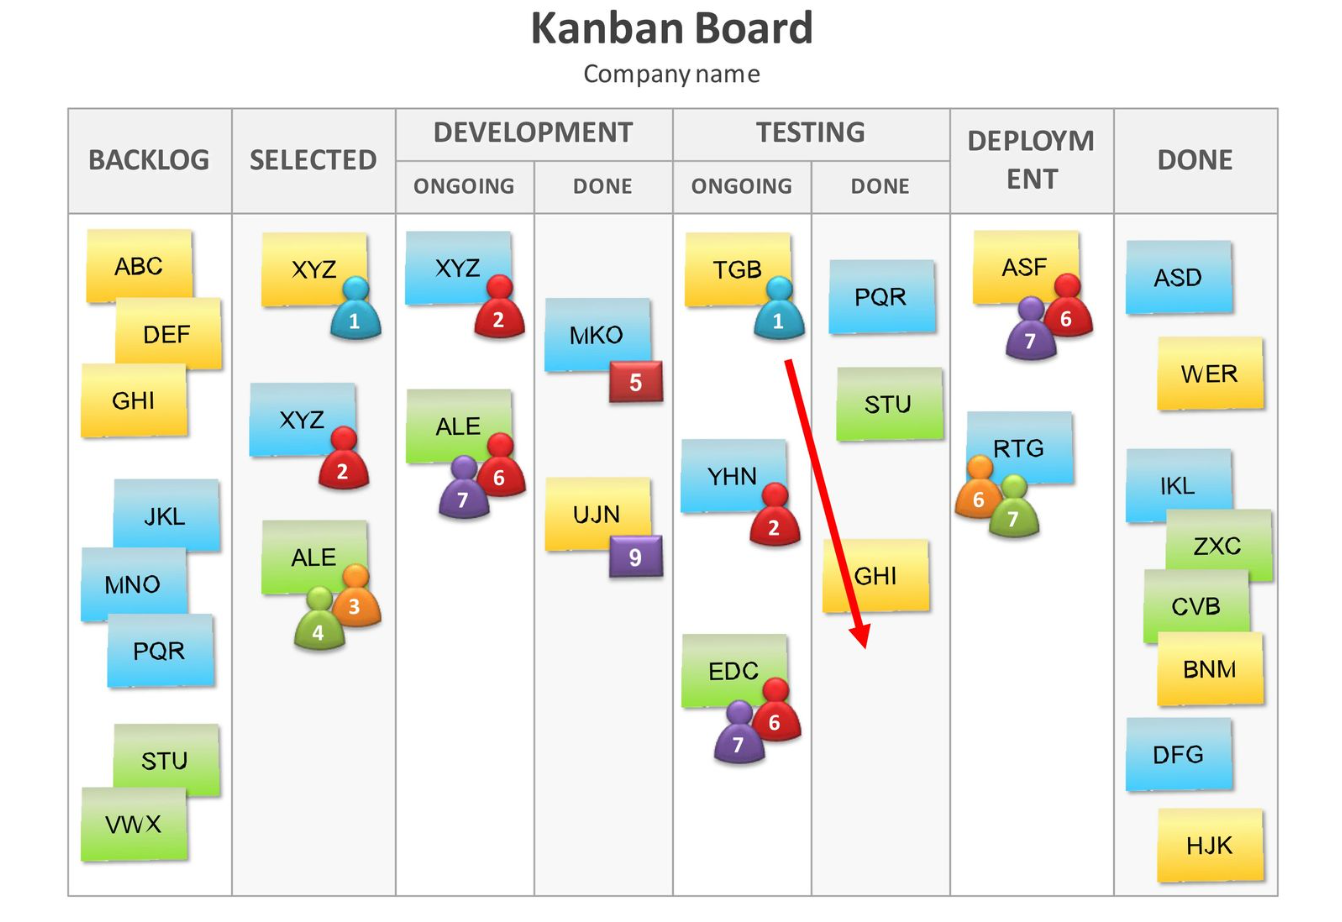 Kanban Board
Company name
BACKLOG
SELECTED
DEVELOPMENT
TESTING
DEPLOYM
ENT
DONE
ONGOING
DONE
ONGOING
DONE
ABC
DEF
GHI
JKL
MNO
PQR
STU
VWX
XYZ
1
XYZ
2
ALE
3
4
XYZ
2
ALE
6
7
MKO
5
UJN
9
TGB
1
YHN
2
EDC
6
7
PQR
STU
GHI
ASF
6
7
RTG
6
7
ASD
WER
IKL
ZXC
CVB
BNM
DFG
HJK